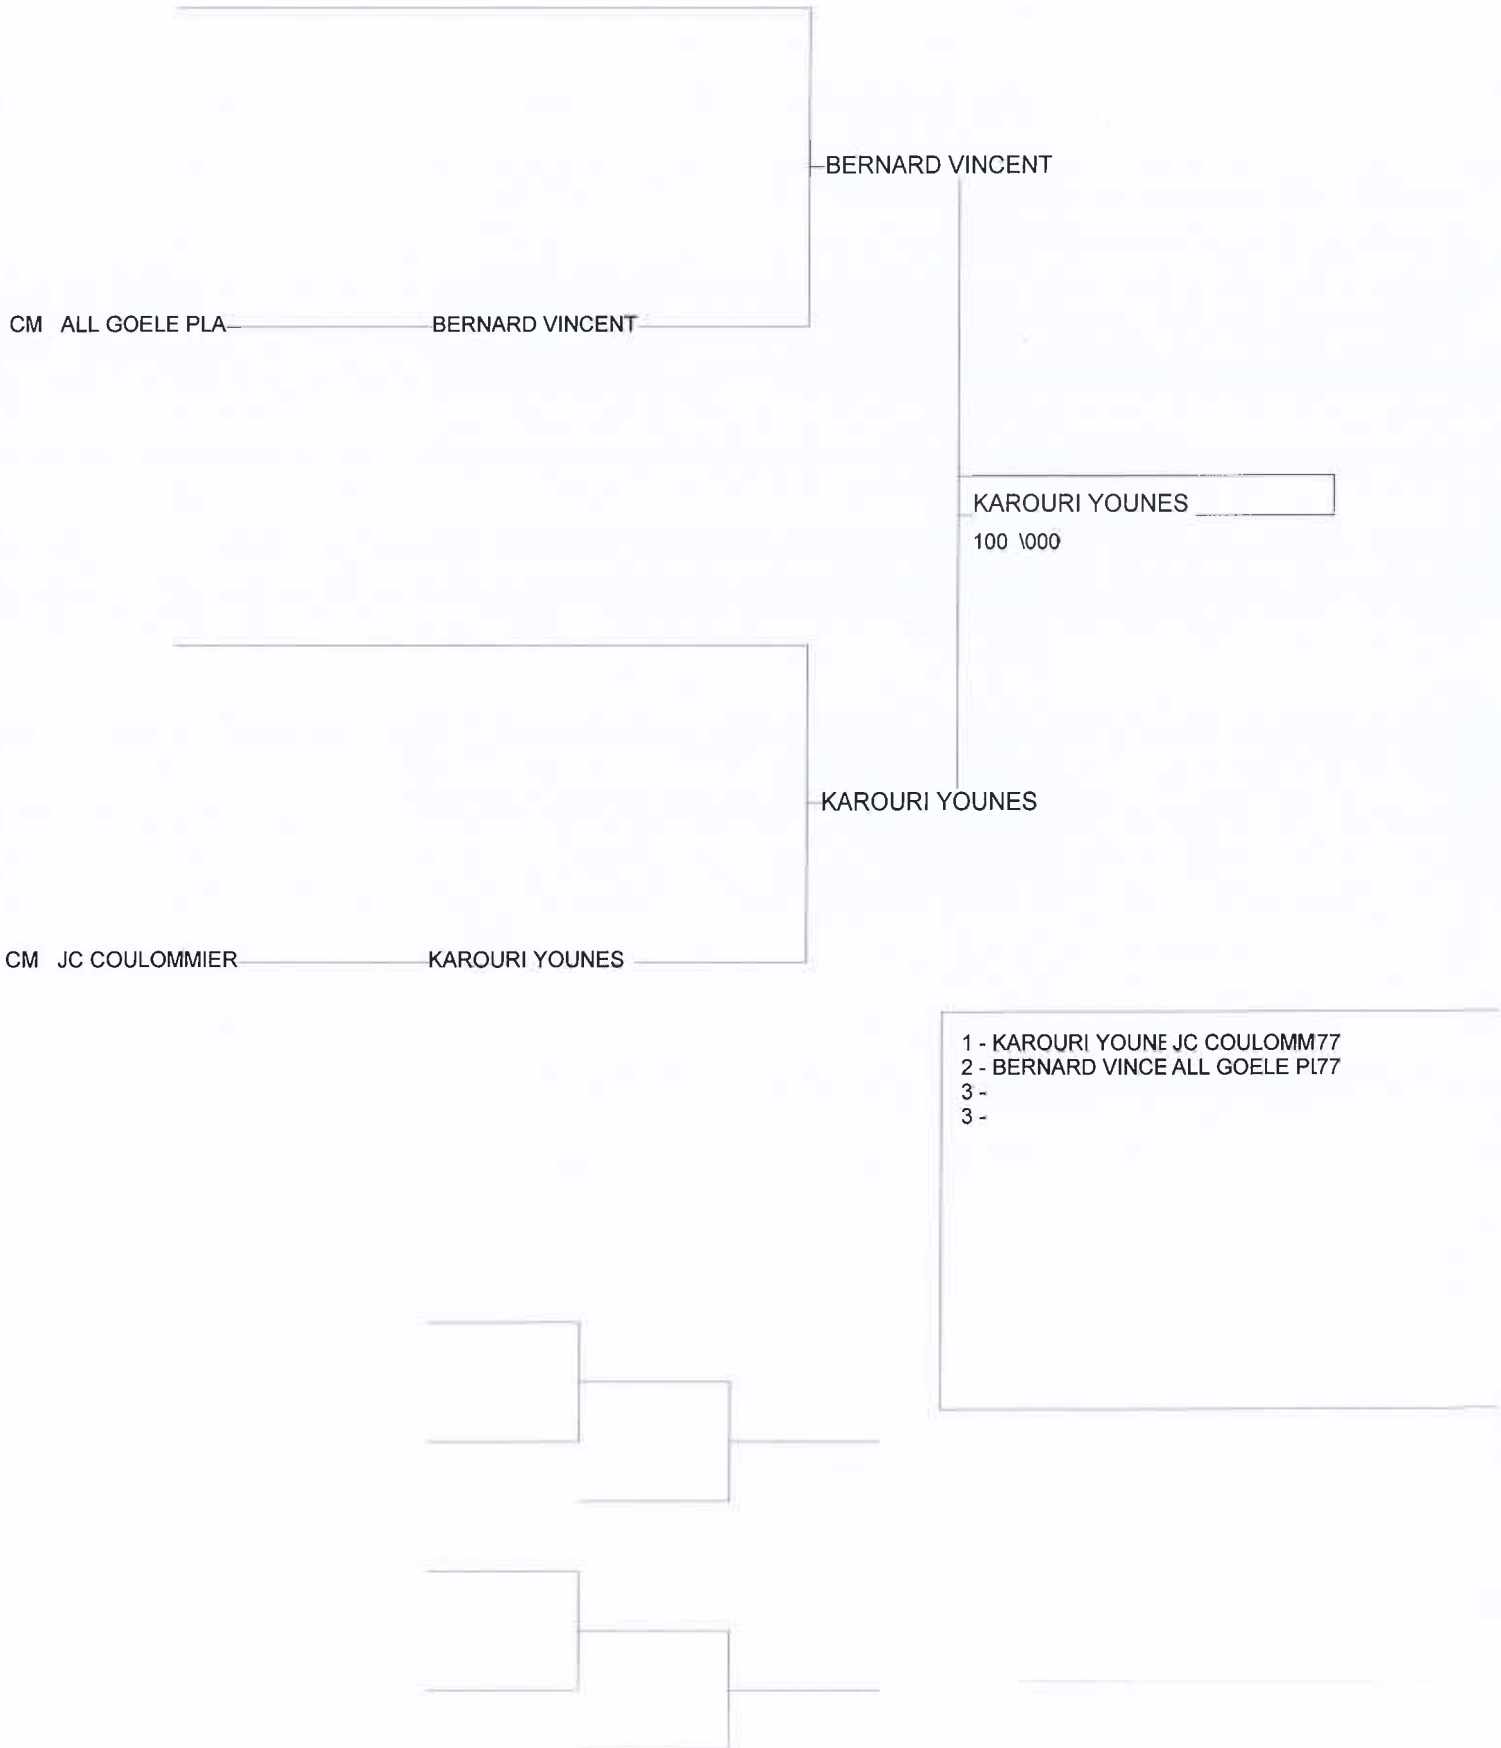 BERNARD VINCENT
CM ALL GOELE PLA BERNARD VINCENT
KAROURI YOUNES
100 \000
KAROURI YOUNES
CM JC COULOMMIER KAROURI YOUNES
1 - KAROURI YOUNE JC COULOMM77
2 - BERNARD VINCE ALL GOELE PL77
3 -
3 -